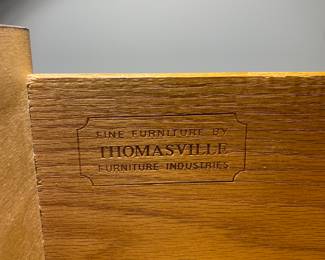 FINE FURNITURE BY
THOMASVILLE
FURNITURE INDUSTRIES